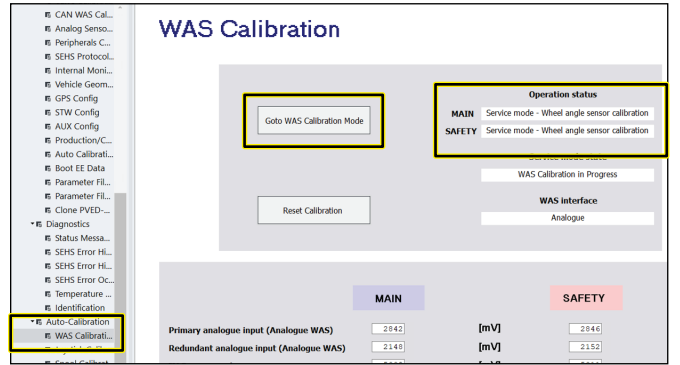 CAN WAS Cal...
Analog Senso...
Peripherals C...
SEHS Protocol...
Internal Moni...
Vehicle Geom...
GPS Config
STW Config
AUX Config
Production/C...
Auto Calibrati...
Boot EE Data
Parameter Fil...
Parameter Fil...
Clone PVED-...
Diagnostics
Status Messa...
SEHS Error Hi...
SEHS Error Hi...
SEHS Error Oc...
Temperature ...
Identification
Auto-Calibration
WAS Calibrati...
WAS Calibration
Goto WAS Calibration Mode
Reset Calibration
Operation status
MAIN Service mode - Wheel angle sensor calibration
SAFETY Service mode - Wheel angle sensor calibration
Service mode state
WAS Calibration in Progress
WAS interface
Analogue
MAIN SAFETY
Primary analogue input (Analogue WAS) 2842 [mV] 2846
Redundant analogue input (Analogue WAS) 2148 [mV] 2152